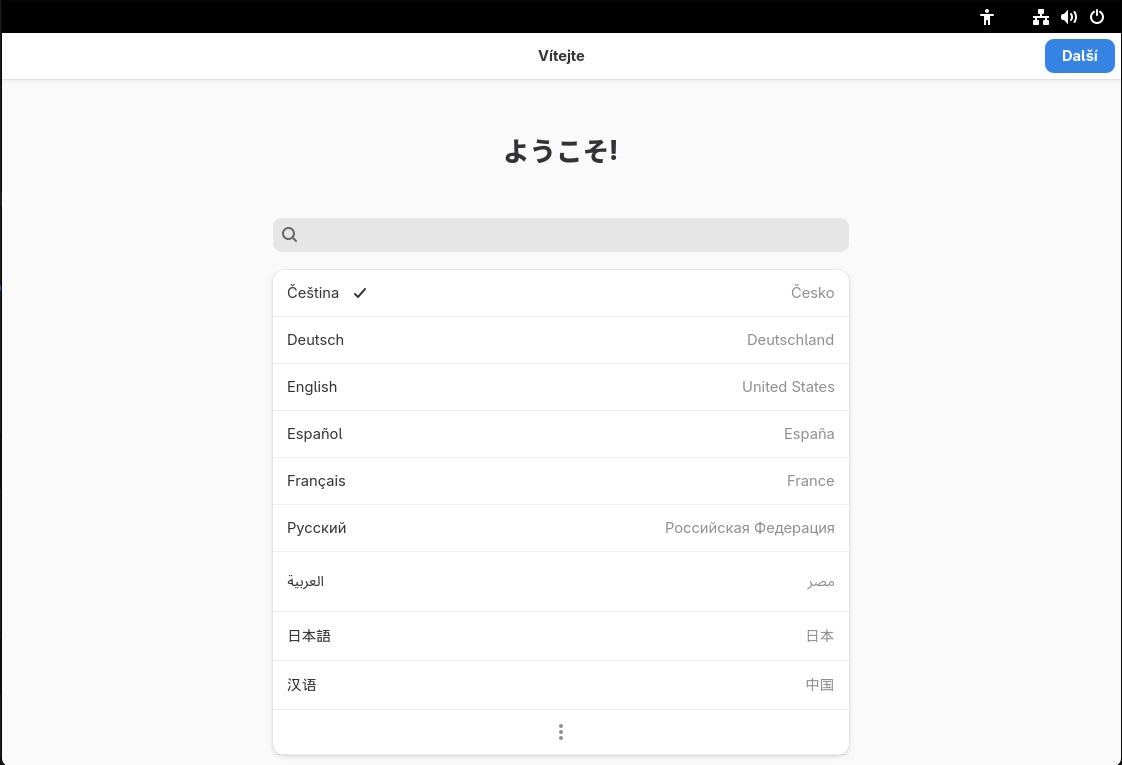 Vítejte
Další
ようこそ!
Čeština Česko
Deutsch Deutschland
English United States
Español España
Français France
Русский Российская Федерация
العربية مصر
日本語 日本
汉语 中国